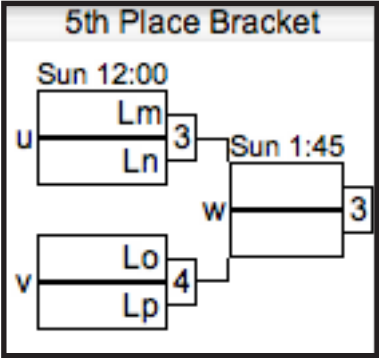 5th Place Bracket
Sun 12:00
u
Lm
3
Ln
Sun 1:45
w
3
v
Lo
4
Lp